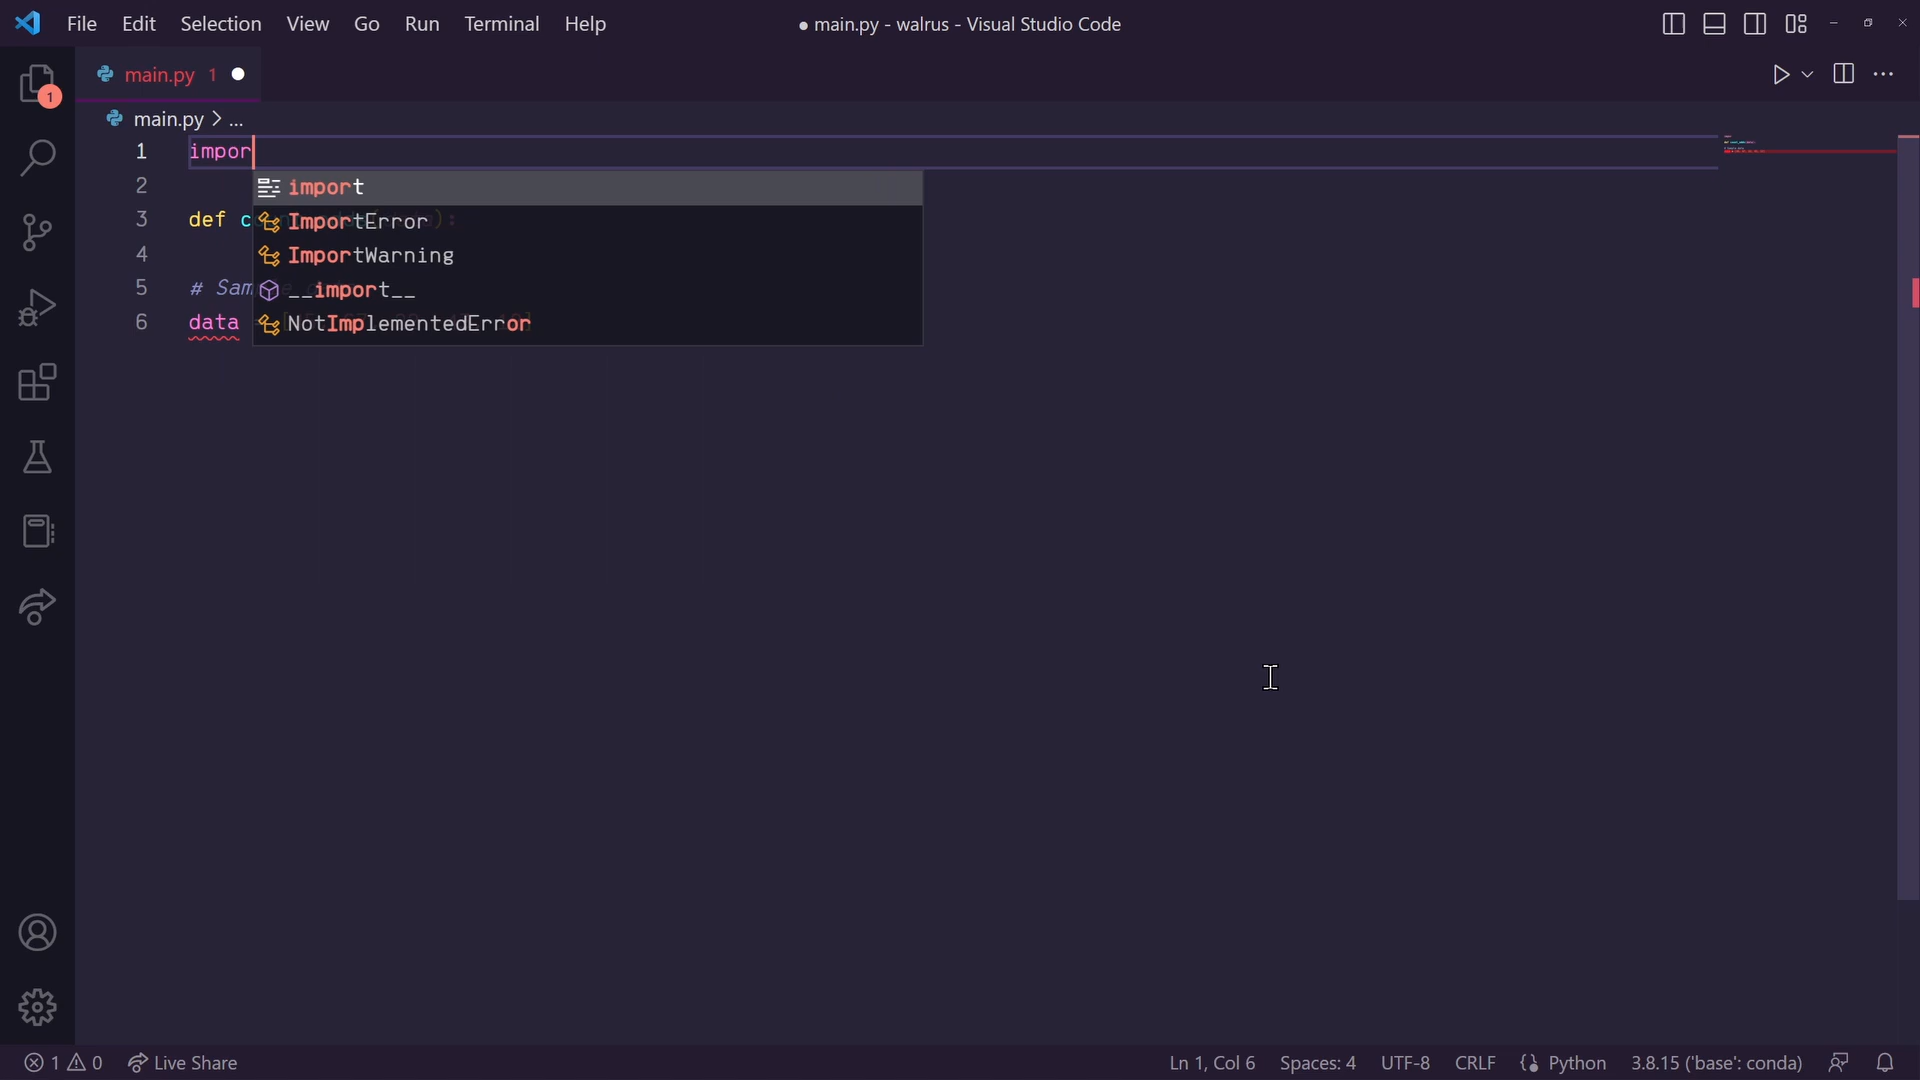 File Edit Selection View Go Run Terminal Help
● main.py - walrus - Visual Studio Code
main.py 1
main.py > ...
1 impor
import
2
ImportError
3 def c
ImportWarning
4
__import__
5 # Sam
NotImplementedError
6 data
1 0 Live Share
Ln 1, Col 6 Spaces: 4 UTF-8 CRLF Python 3.8.15 ('base': conda)
1